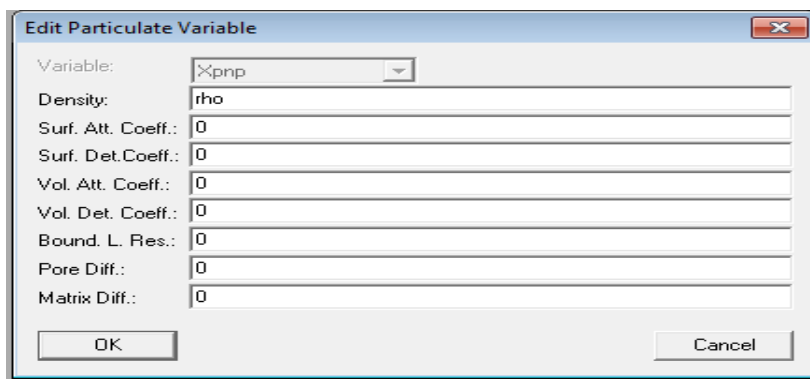 Edit Particulate Variable
Variable: Xpnp
Density: rho
Surf. Att. Coeff.: 0
Surf. Det.Coeff.: 0
Vol. Att. Coeff.: 0
Vol. Det. Coeff.: 0
Bound. L. Res.: 0
Pore Diff.: 0
Matrix Diff.: 0
OK Cancel